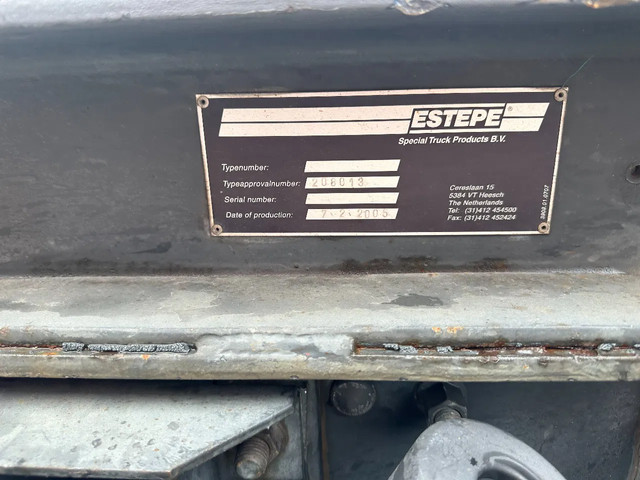 ESTEPE®
Special Truck Products B.V.
Typenumber:
Typeapprovalnumber: 206013
Serial number:
Date of production: 7-2-2005
Cereslaan 15
5384 VT Heesch
The Netherlands
Tel: (31)412 454500
Fax: (31)412 452424